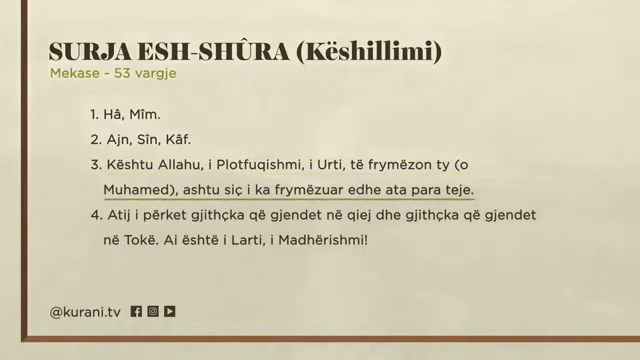 SURJA ESH-SHÛRA (Këshillimi)
Mekase - 53 vargje
1. Hâ, Mîm.
2. Ajn, Sîn, Kâf.
3. Kështu Allahu, i Plotfuqishmi, i Urti, të frymëzon ty (o
Muhamed), ashtu siç i ka frymëzuar edhe ata para teje.
4. Atij i përket gjithçka që gjendet në qiej dhe gjithçka që gjendet
në Tokë. Ai është i Larti, i Madhërishmi!
@kurani.tv